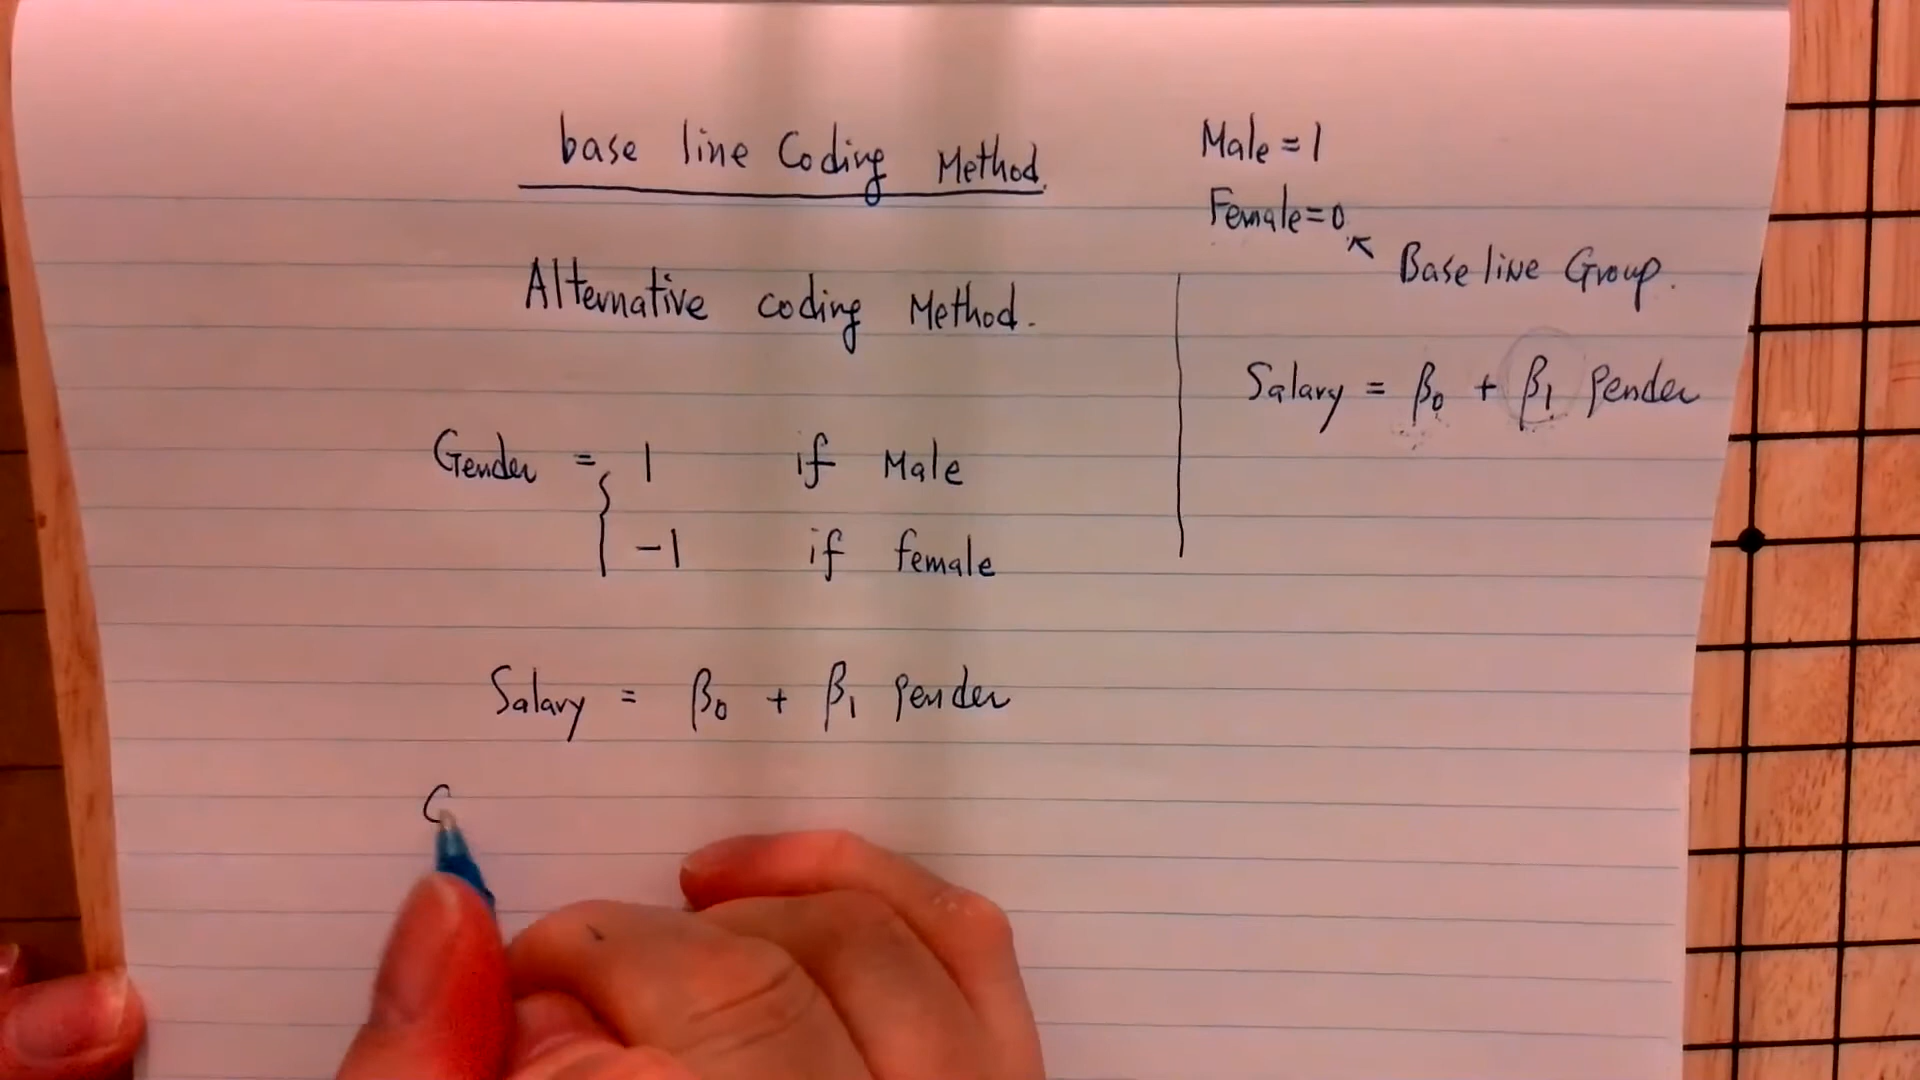 base line Coding Method.
Alternative coding Method.
Gender = { 1 if Male
-1 if female
Salary = β0 + β1 gender
G
Male = 1
Female = 0
Base line Group.
Salary = β0 + β1 gender